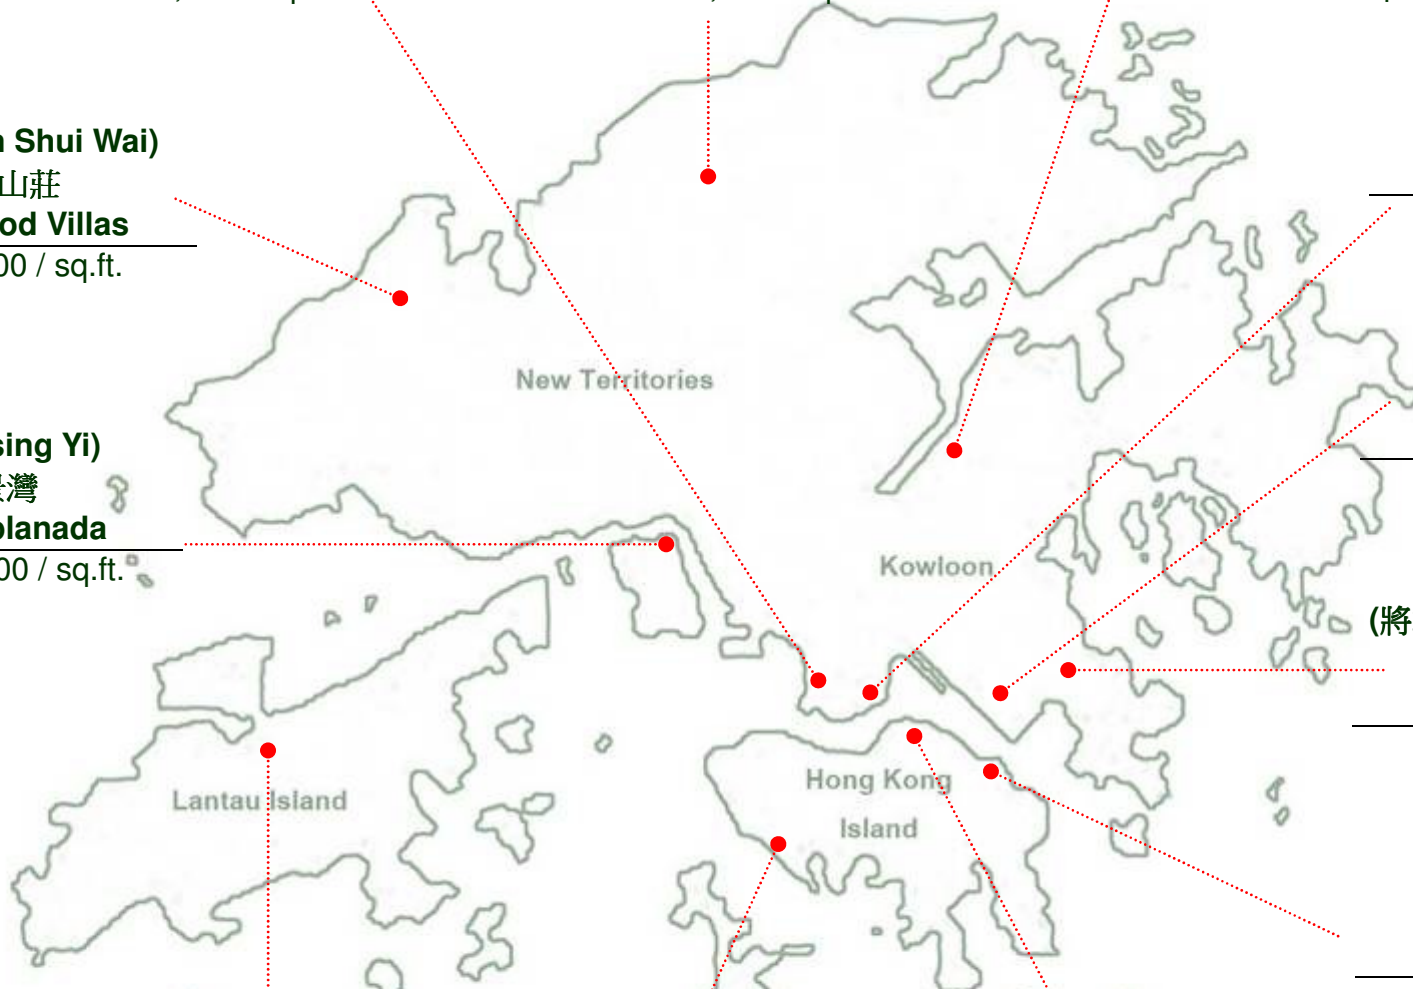 Shui Wai)
山莊
od Villas
00 / sq.ft.
New Territories
sing Yi)
灣
planada
00 / sq.ft.
Kowloon
(將
Hong Kong
Island
Lantau Island